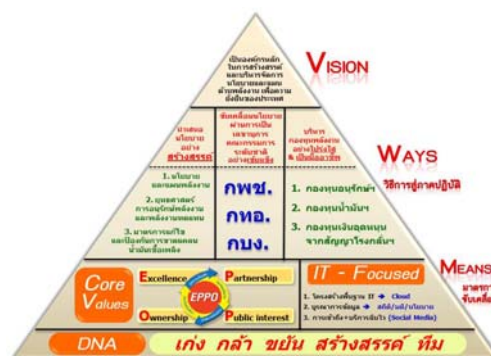 VISION
เป็นองค์กรหลัก
ในการสร้างสรรค์
และบริหารจัดการ
นโยบายและแผน
ด้านพลังงาน เพื่อความ
ยั่งยืนของประเทศ
WAYS
วิธีการสู่ภาคปฏิบัติ
นำเสนอ
นโยบาย
อย่าง
สร้างสรรค์
ขับเคลื่อนนโยบาย
ผ่านการเป็น
เลขานุการ
คณะกรรมการ
ระดับชาติ
อย่างเข้มแข็ง
บริหาร
กองทุนพลังงาน
อย่างโปร่งใส
& เป็นมืออาชีพ
1. นโยบาย
และแผนพลังงาน
2. ยุทธศาสตร์
การอนุรักษ์พลังงาน
และพลังงานทดแทน
3. มาตรการแก้ไข
และป้องกันการขาดแคลน
น้ำมันเชื้อเพลิง
กพช.
กทอ.
กบง.
1. กองทุนอนุรักษ์ฯ
2. กองทุนน้ำมันฯ
3. กองทุนเงินอุดหนุน
จากสัญญาโรงกลั่นฯ
MEANS
มาตรการ
ขับเคลื่อน
Core
Values
Excellence
Partnership
EPPO
Ownership
Public interest
IT - Focused
1. โครงสร้างพื้นฐาน IT → Cloud
2. บูรณาการข้อมูล → สถิติ/นโยบาย
3. การเข้าถึง+บริการฉับไว (Social Media)
DNA
เก่ง กล้า ขยัน สร้างสรรค์ ทีม